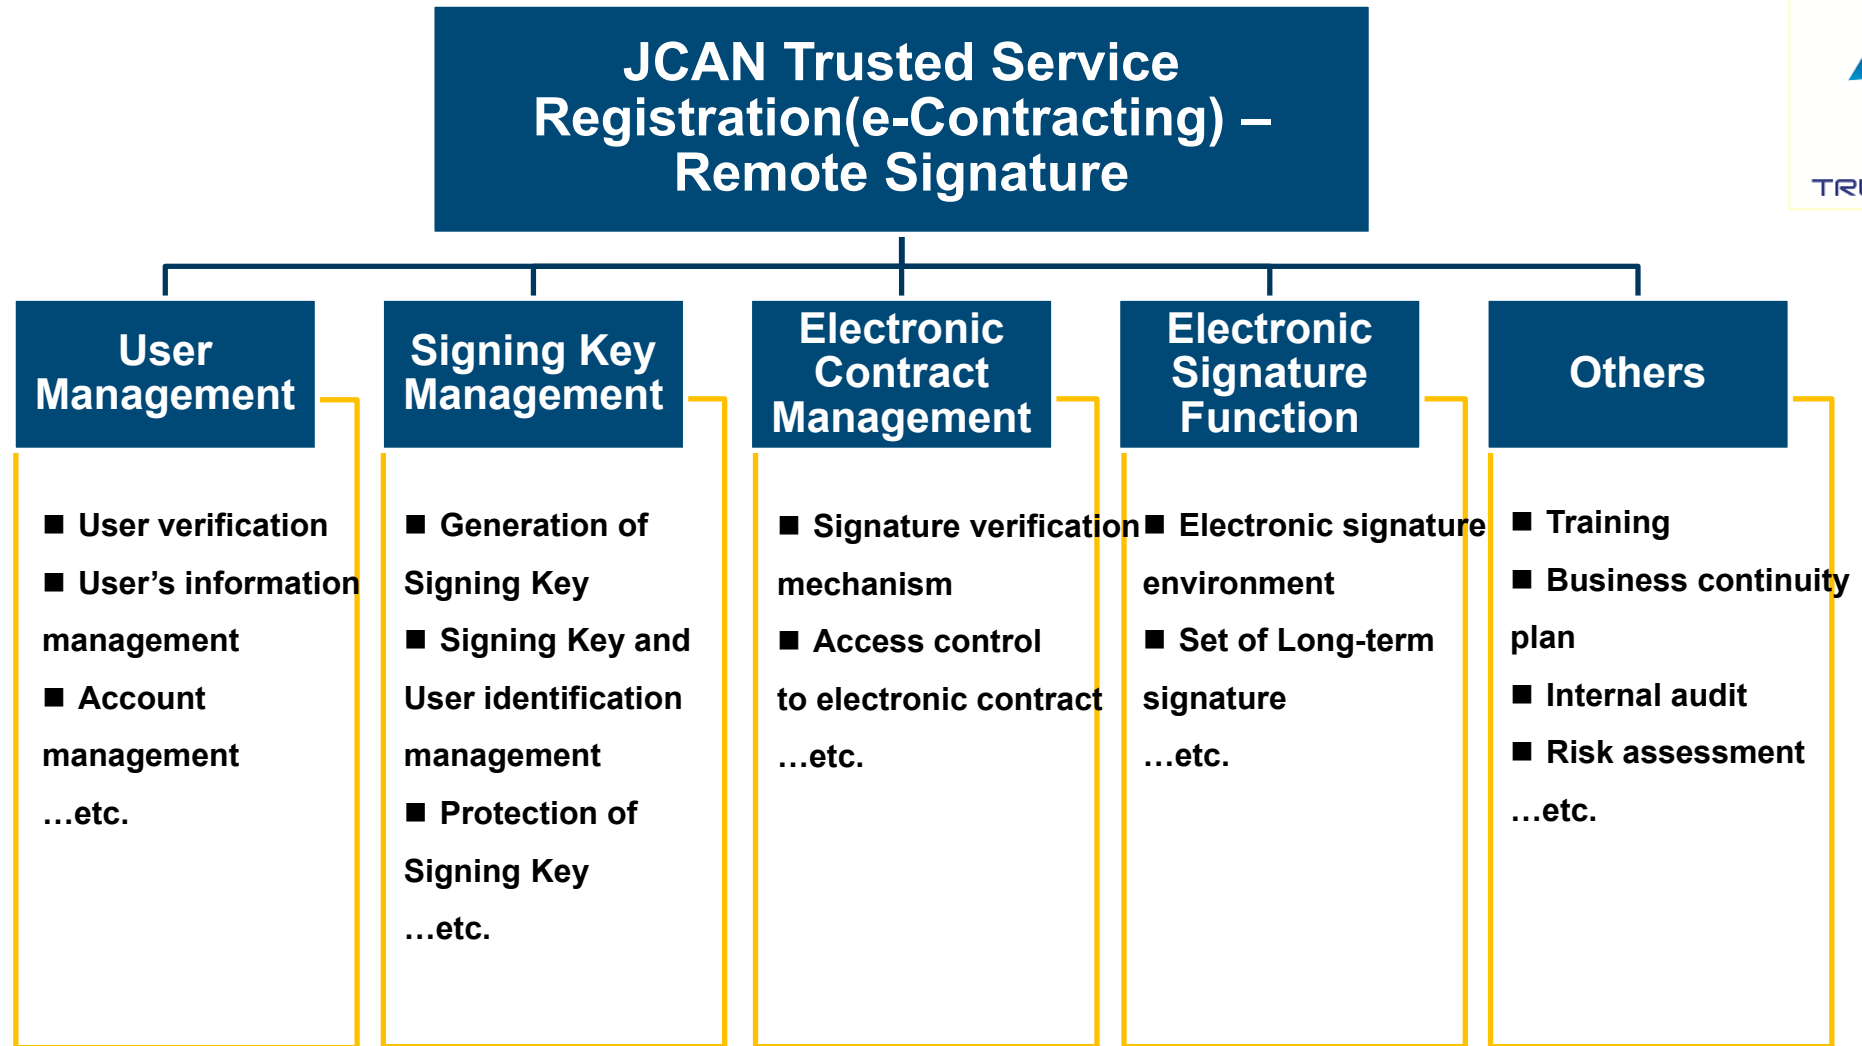 JCAN Trusted Service
Registration(e-Contracting) –
Remote Signature
User
Management
■ User verification
■ User’s information
management
■ Account
management
…etc.
Signing Key
Management
■ Generation of
Signing Key
■ Signing Key and
User identification
management
■ Protection of
Signing Key
…etc.
Electronic
Contract
Management
■ Signature verification
mechanism
■ Access control
to electronic contract
…etc.
Electronic
Signature
Function
■ Electronic signature
environment
■ Set of Long-term
signature
…etc.
Others
■ Training
■ Business continuity
plan
■ Internal audit
■ Risk assessment
…etc.